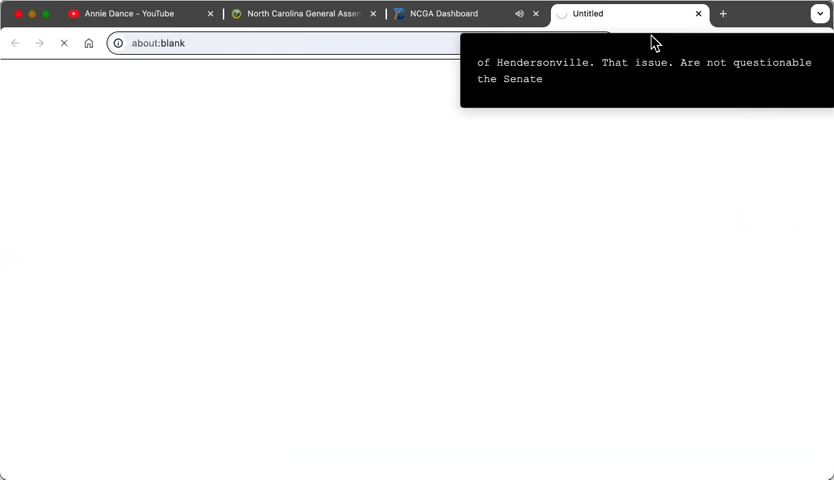 Annie Dance - YouTube
North Carolina General Asse
NCGA Dashboard
Untitled
about:blank
of Hendersonville. That issue. Are not questionable
the Senate